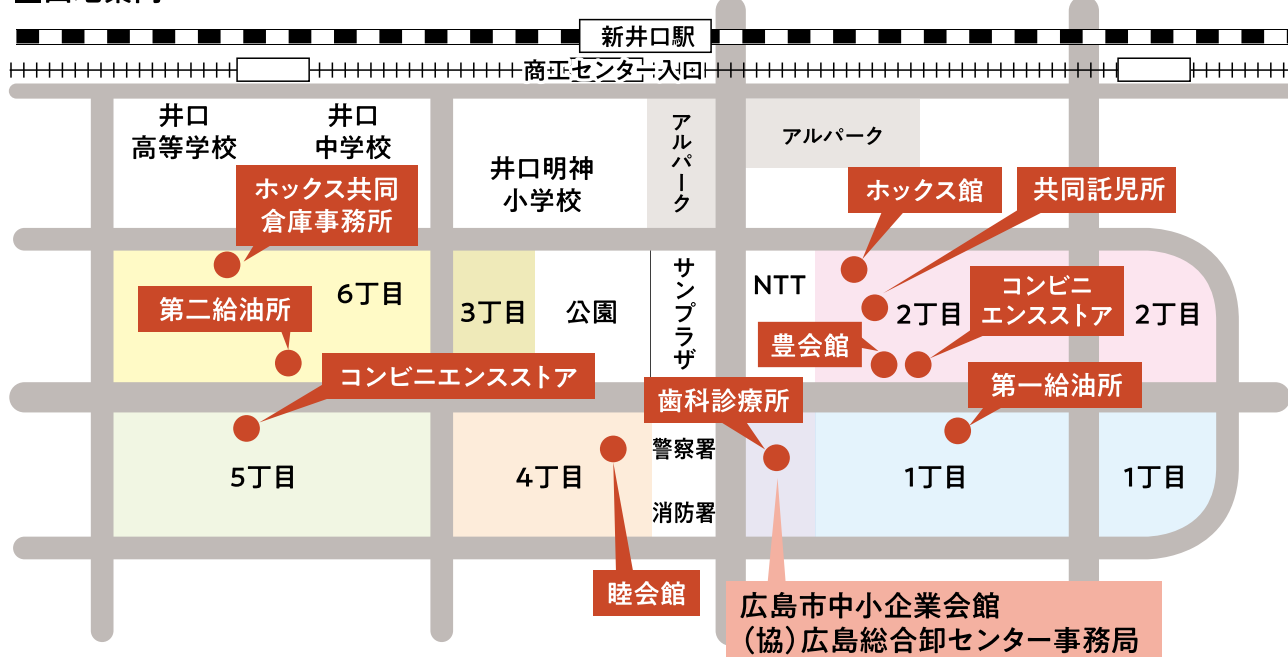 新井口駅
商工センター入口
井口
高等学校
井口
中学校
井口明神
小学校
アルパーク
アルパーク
ホックス共同
倉庫事務所
ホックス館
共同託児所
第二給油所
6丁目
3丁目
公園
サンプラザ
NTT
2丁目
コンビニ
エンスストア
2丁目
豊会館
コンビニエンスストア
第一給油所
歯科診療所
5丁目
4丁目
警察署
消防署
1丁目
1丁目
睦会館
広島市中小企業会館
(協)広島総合卸センター事務局